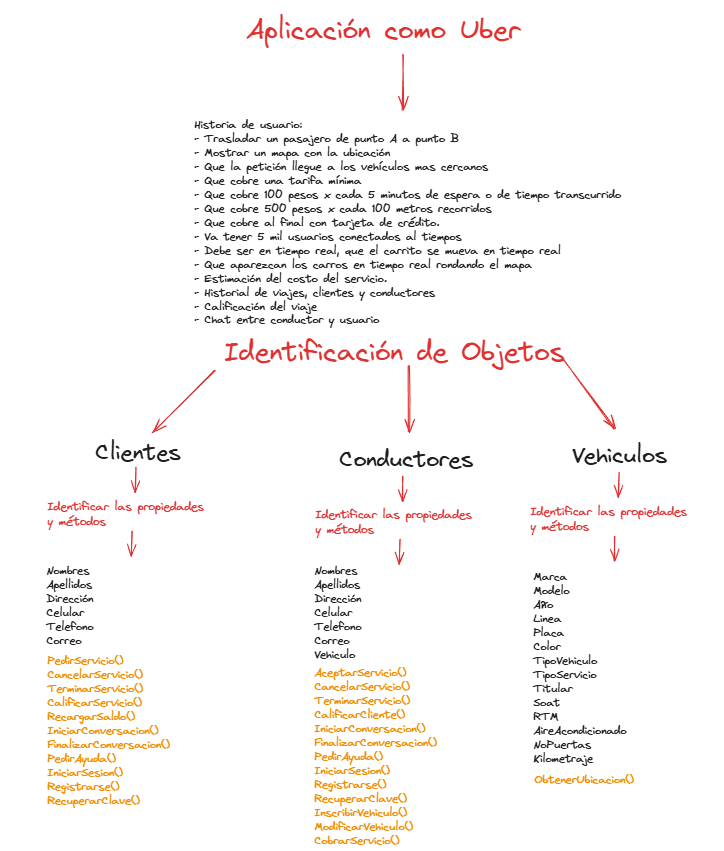 Aplicación como Uber
Historia de usuario:
- Trasladar un pasajero de punto A a punto B
- Mostrar un mapa con la ubicación
- Que la petición llegue a los vehículos mas cercanos
- Que cobre una tarifa mínima
- Que cobre 100 pesos x cada 5 minutos de espera o de tiempo transcurrido
- Que cobre 500 pesos x cada 100 metros recorridos
- Que cobre al final con tarjeta de crédito.
- Va tener 5 mil usuarios conectados al tiempos
- Debe ser en tiempo real, que el carrito se mueva en tiempo real
- Que aparezcan los carros en tiempo real rondando el mapa
- Estimación del costo del servicio.
- Historial de viajes, clientes y conductores
- Calificación del viaje
- Chat entre conductor y usuario
Identificación de Objetos
Clientes
Identificar las propiedades
y métodos
Nombres
Apellidos
Dirección
Celular
Telefono
Correo
PedirServicio()
CancelarServicio()
TerminarServicio()
CalificarServicio()
RecargarSaldo()
IniciarConversacion()
FinalizarConversacion()
PedirAyuda()
IniciarSesion()
Registrarse()
RecuperarClave()
Conductores
Identificar las propiedades
y métodos
Nombres
Apellidos
Dirección
Celular
Telefono
Correo
Vehiculo
AceptarServicio()
CancelarServicio()
TerminarServicio()
CalificarCliente()
IniciarConversacion()
FinalizarConversacion()
PedirAyuda()
IniciarSesion()
Registrarse()
RecuperarClave()
InscribirVehiculo()
ModificarVehiculo()
CobrarServicio()
Vehiculos
Identificar las propiedades
y métodos
Marca
Modelo
Año
Linea
Placa
Color
TipoVehiculo
TipoServicio
Titular
Soat
RTM
AireAcondicionado
NoPuertas
Kilometraje
ObtenerUbicacion()